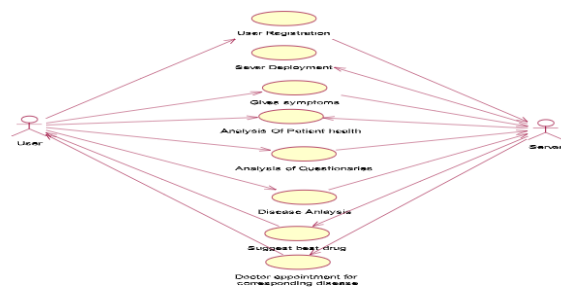 User Registration
Sever Deployment
Gives symptoms
Analysis Of Patient health
User
Server
Analysis of Questionaries
Disease Anlaysis
Suggest best drug
Doctor appointment for
corresponding disease